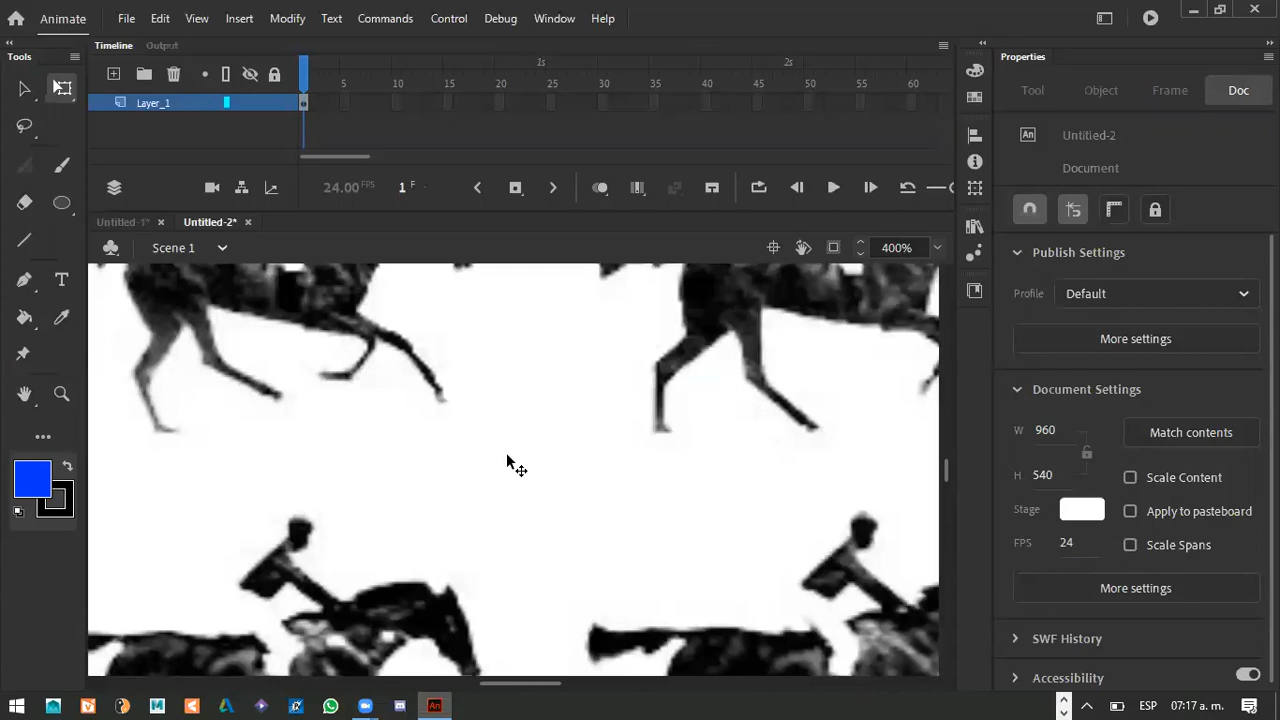 Animate File Edit View Insert Modify Text Commands Control Debug Window Help
Tools
Timeline Output
1s 2s
5 10 15 20 25 30 35 40 45 50 55 60
Layer_1
24.00 FPS 1 F
Untitled-1* × Untitled-2* ×
Scene 1
400%
Properties
Tool Object Frame Doc
An Untitled-2
Document
Publish Settings
Profile Default
More settings
Document Settings
W 960 Match contents
H 540 Scale Content
Stage Apply to pasteboard
FPS 24 Scale Spans
More settings
SWF History
Accessibility
An
ESP 07:17 a. m.